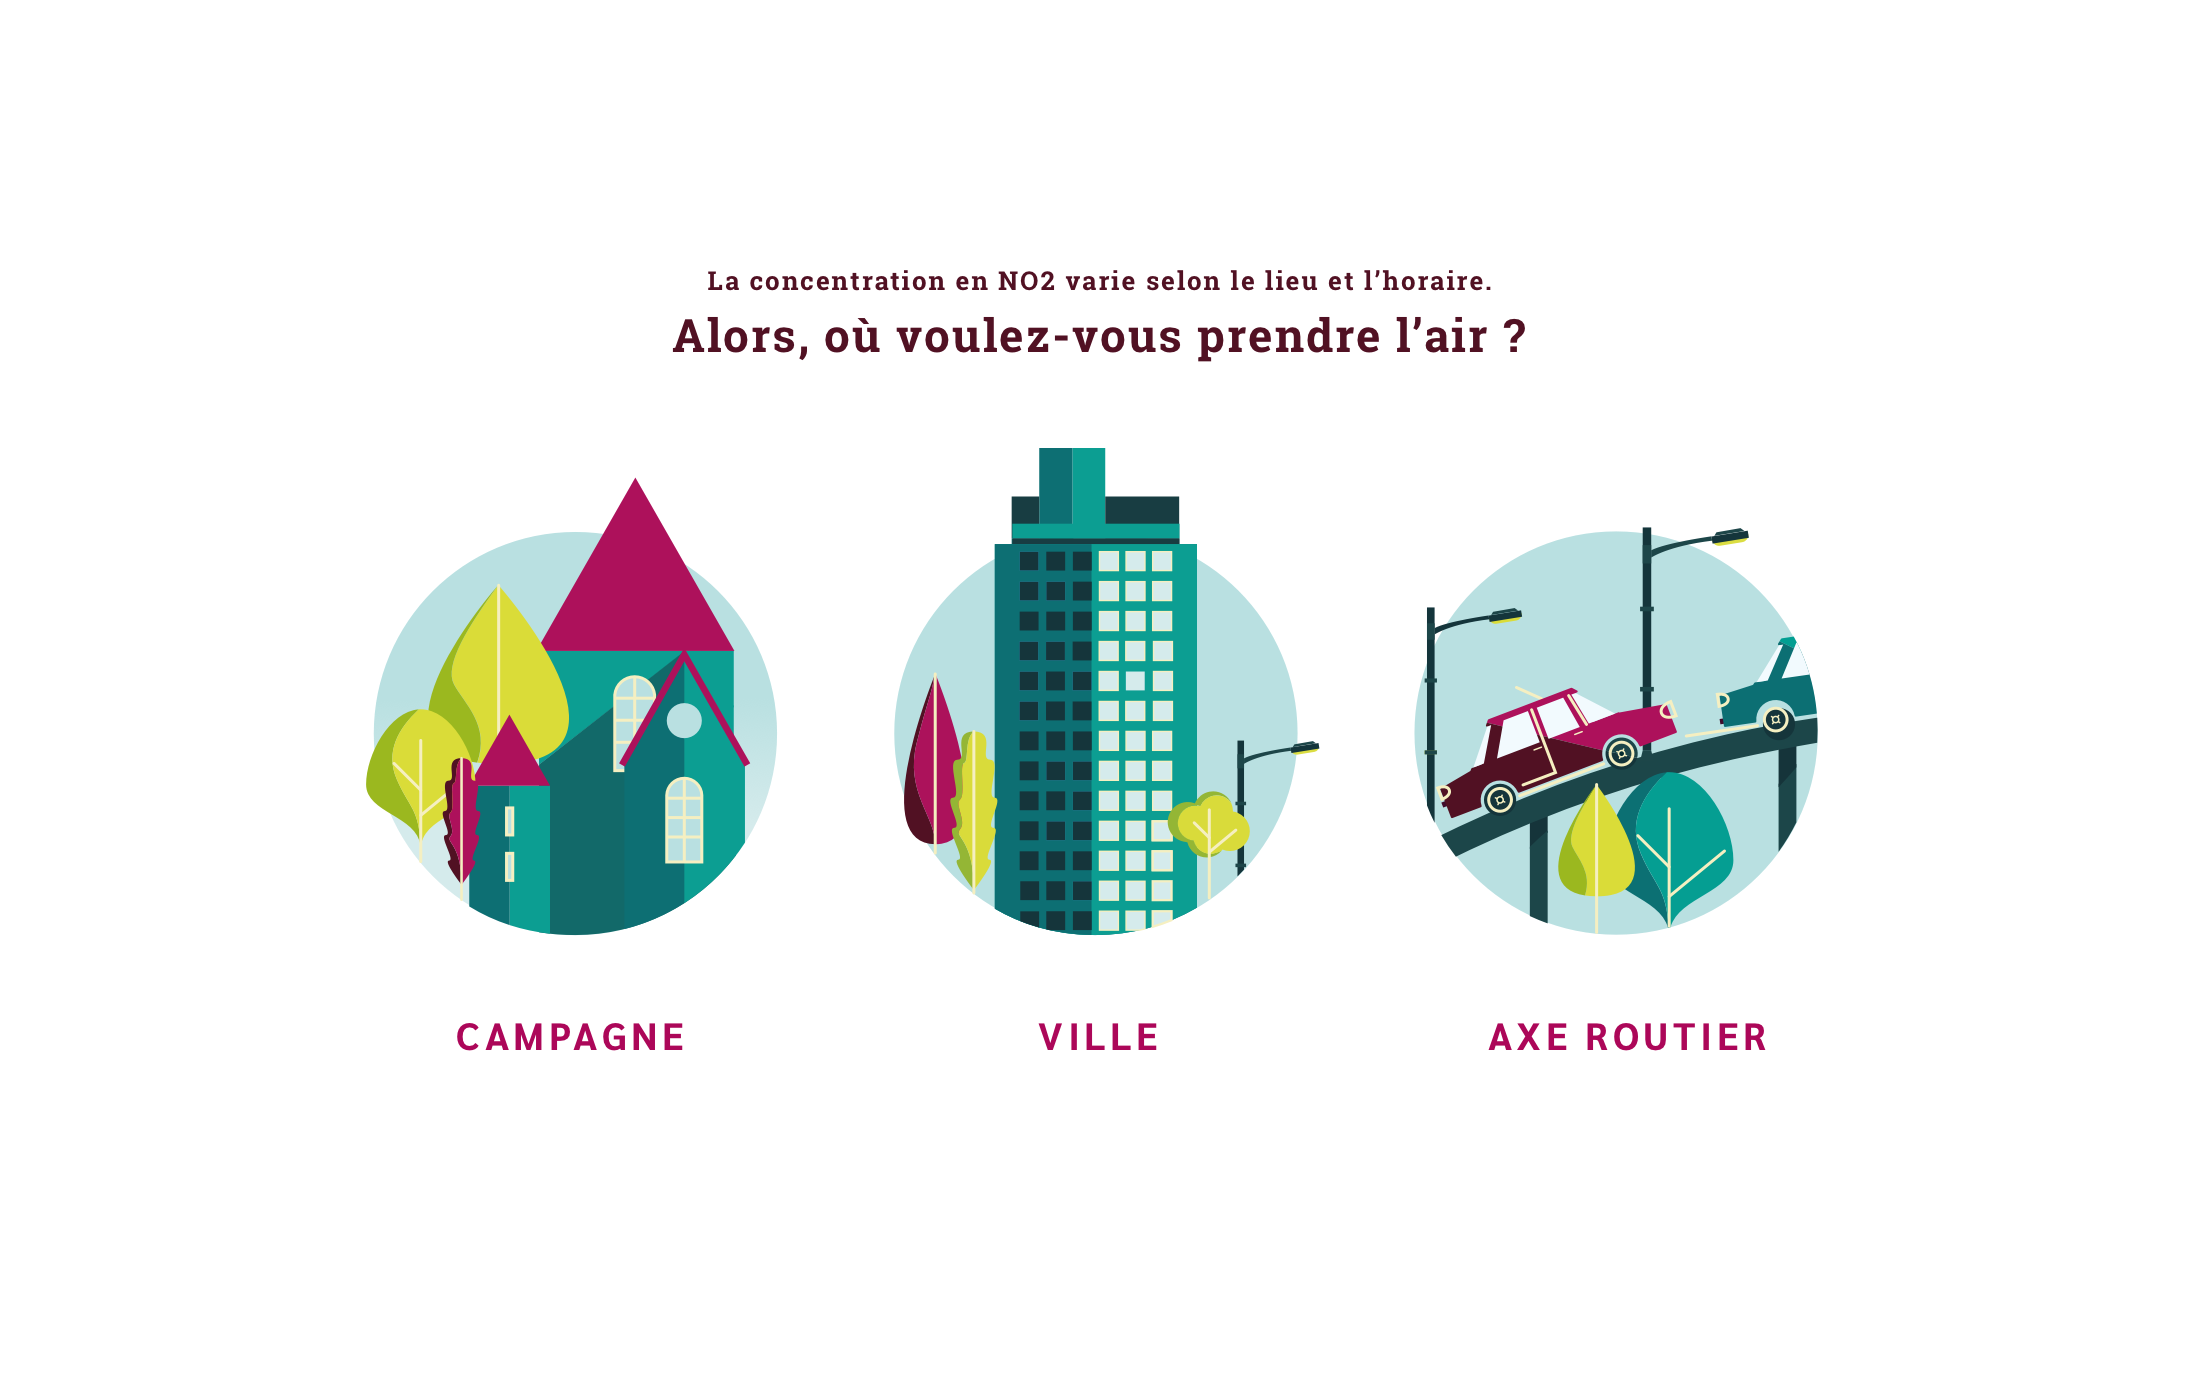 La concentration en NO2 varie selon le lieu et l’horaire.
Alors, où voulez-vous prendre l’air ?
CAMPAGNE
VILLE
AXE ROUTIER